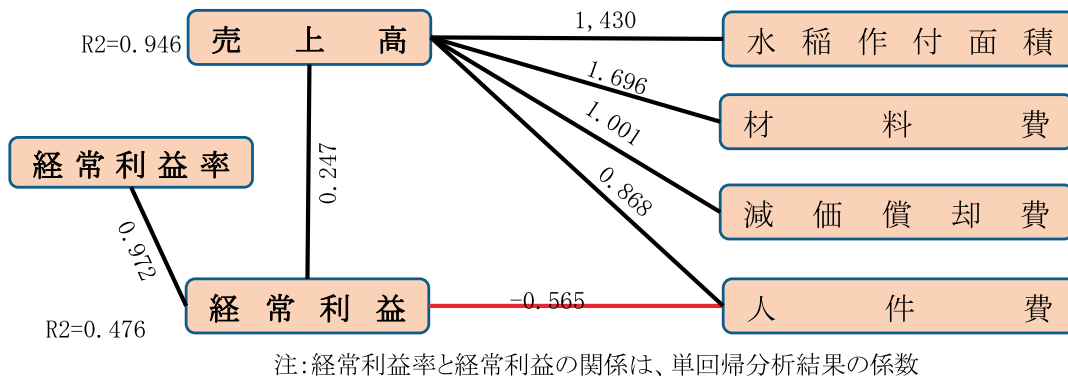 R2=0.946
売上高
1,430
水稲作付面積
1.696
材料費
1.001
減価償却費
0.868
経常利益率
0.247
0.972
経常利益
-0.565
人件費
R2=0.476
注:経常利益率と経常利益の関係は、単回帰分析結果の係数